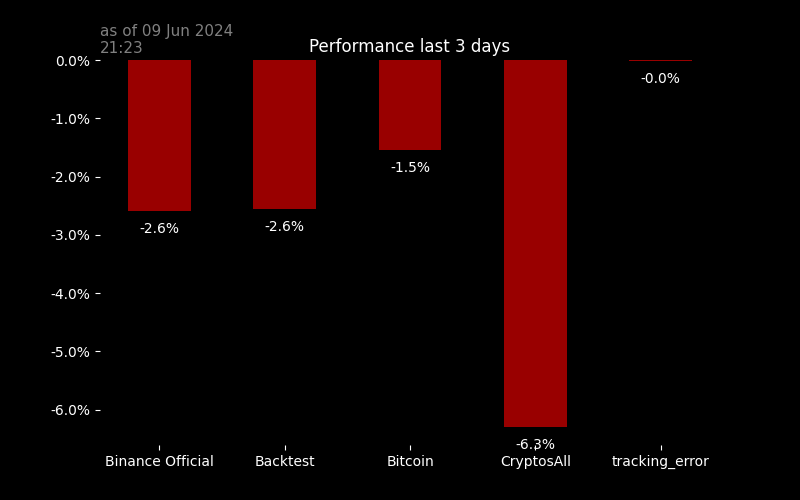 as of 09 Jun 2024
21:23
Performance last 3 days
0.0%
-1.0%
-2.0%
-3.0%
-4.0%
-5.0%
-6.0%
-2.6%
-2.6%
-1.5%
-6.3%
-0.0%
Binance Official
Backtest
Bitcoin
CryptosAll
tracking_error